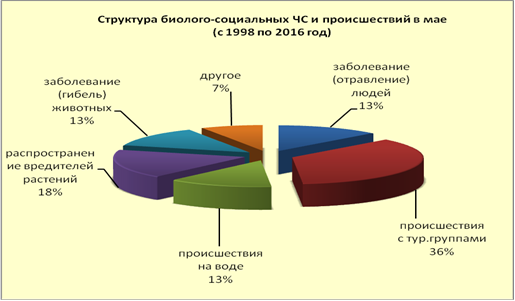 Структура биолого-социальных ЧС и происшествий в мае
(с 1998 по 2016 год)
заболевание
(отравление)
людей
13%
происшествия
с тур.группами
36%
происшествия
на воде
13%
распространен
ие вредителей
растений
18%
заболевание
(гибель)
животных
13%
другое
7%